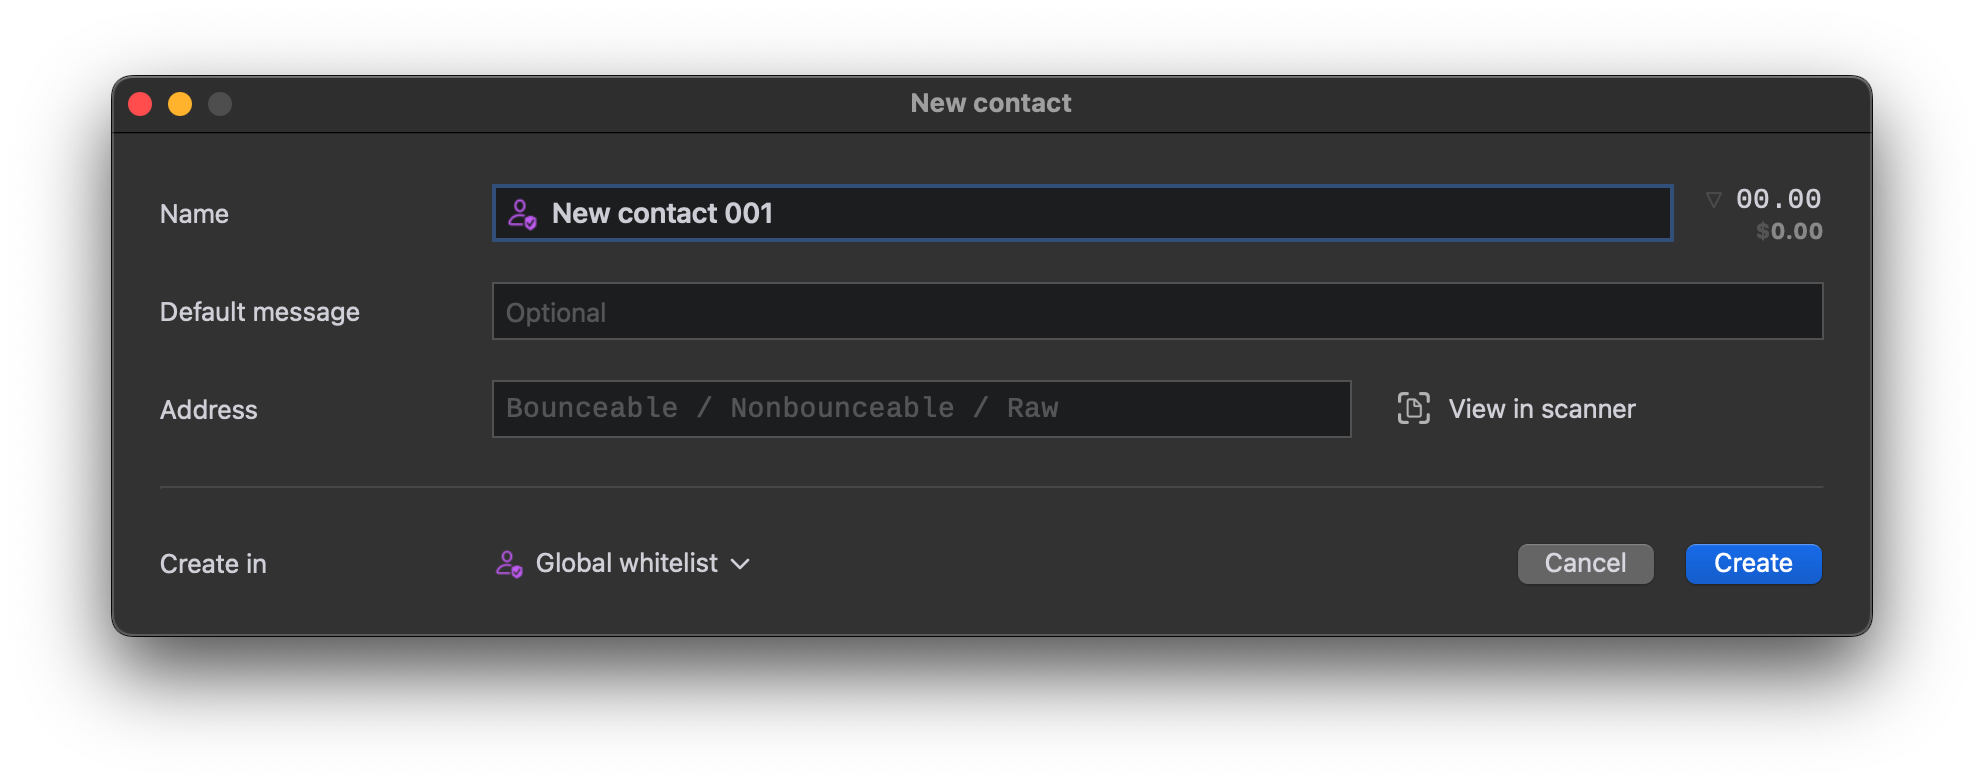 New contact
Name
New contact 001
▽ 00.00
$0.00
Default message
Optional
Address
Bounceable / Nonbounceable / Raw
View in scanner
Create in
Global whitelist
Cancel
Create